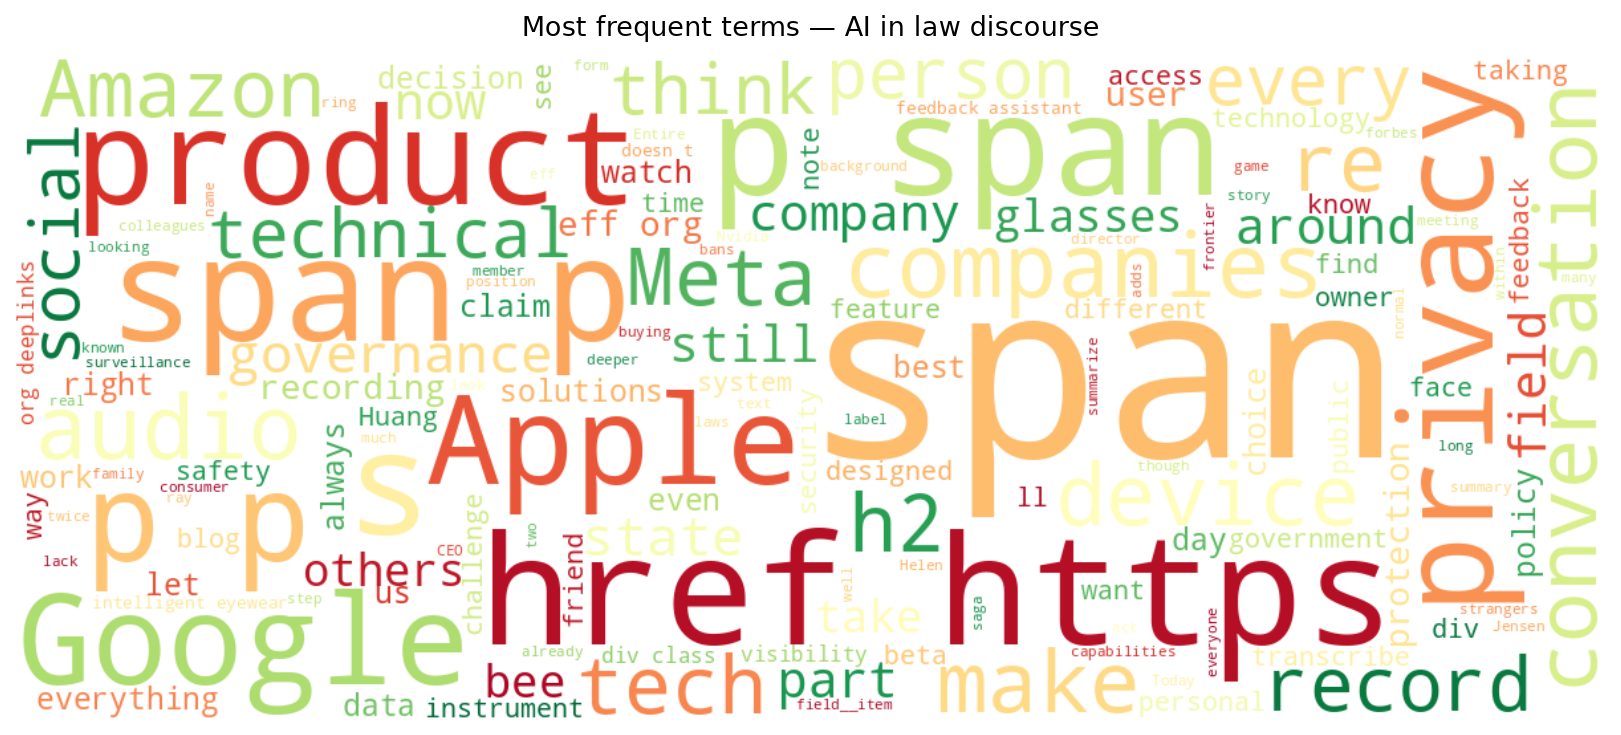 Most frequent terms — AI in law discourse
Amazon
ring
decision
now
see
form
think
person
feedback assistant
access
user
every
taking
social
product
Entire
doesn t
eff
watch
p span
note
background
technology
forbes
re
game
privacy
conversation
name
colleagues
looking
technical
time
eff org
Nvidia
bans
company
glasses
director
story
know
around
meeting
frontier
feedback
org deeplinks
span p
member
position
claim
Meta
companies
adds
different
find
owner
within
many
normal
known
surveillance
governance
buying
deeper
still
feature
span
best
summarize
right
real
recording
look
solutions
system
text
laws
label
choice
public
face
field
long
audio
Huang
much
Apple
security
designed
though
summary
work
family
safety
consumer
ray
always
s
way
twice
p p
blog
even
ll
device
policy
lack
let
others
us
CEO
challenge
two
state
h2
day
government
protection
href https
friend
Helen
well
want
Google
intelligent eyewear
step
take
saga
act
everyone
strangers
div
Jensen
already
div class
visibility
beta
capabilities
transcribe
everything
data
instrument
bee
tech
part
field__item
make
Today
personal
record